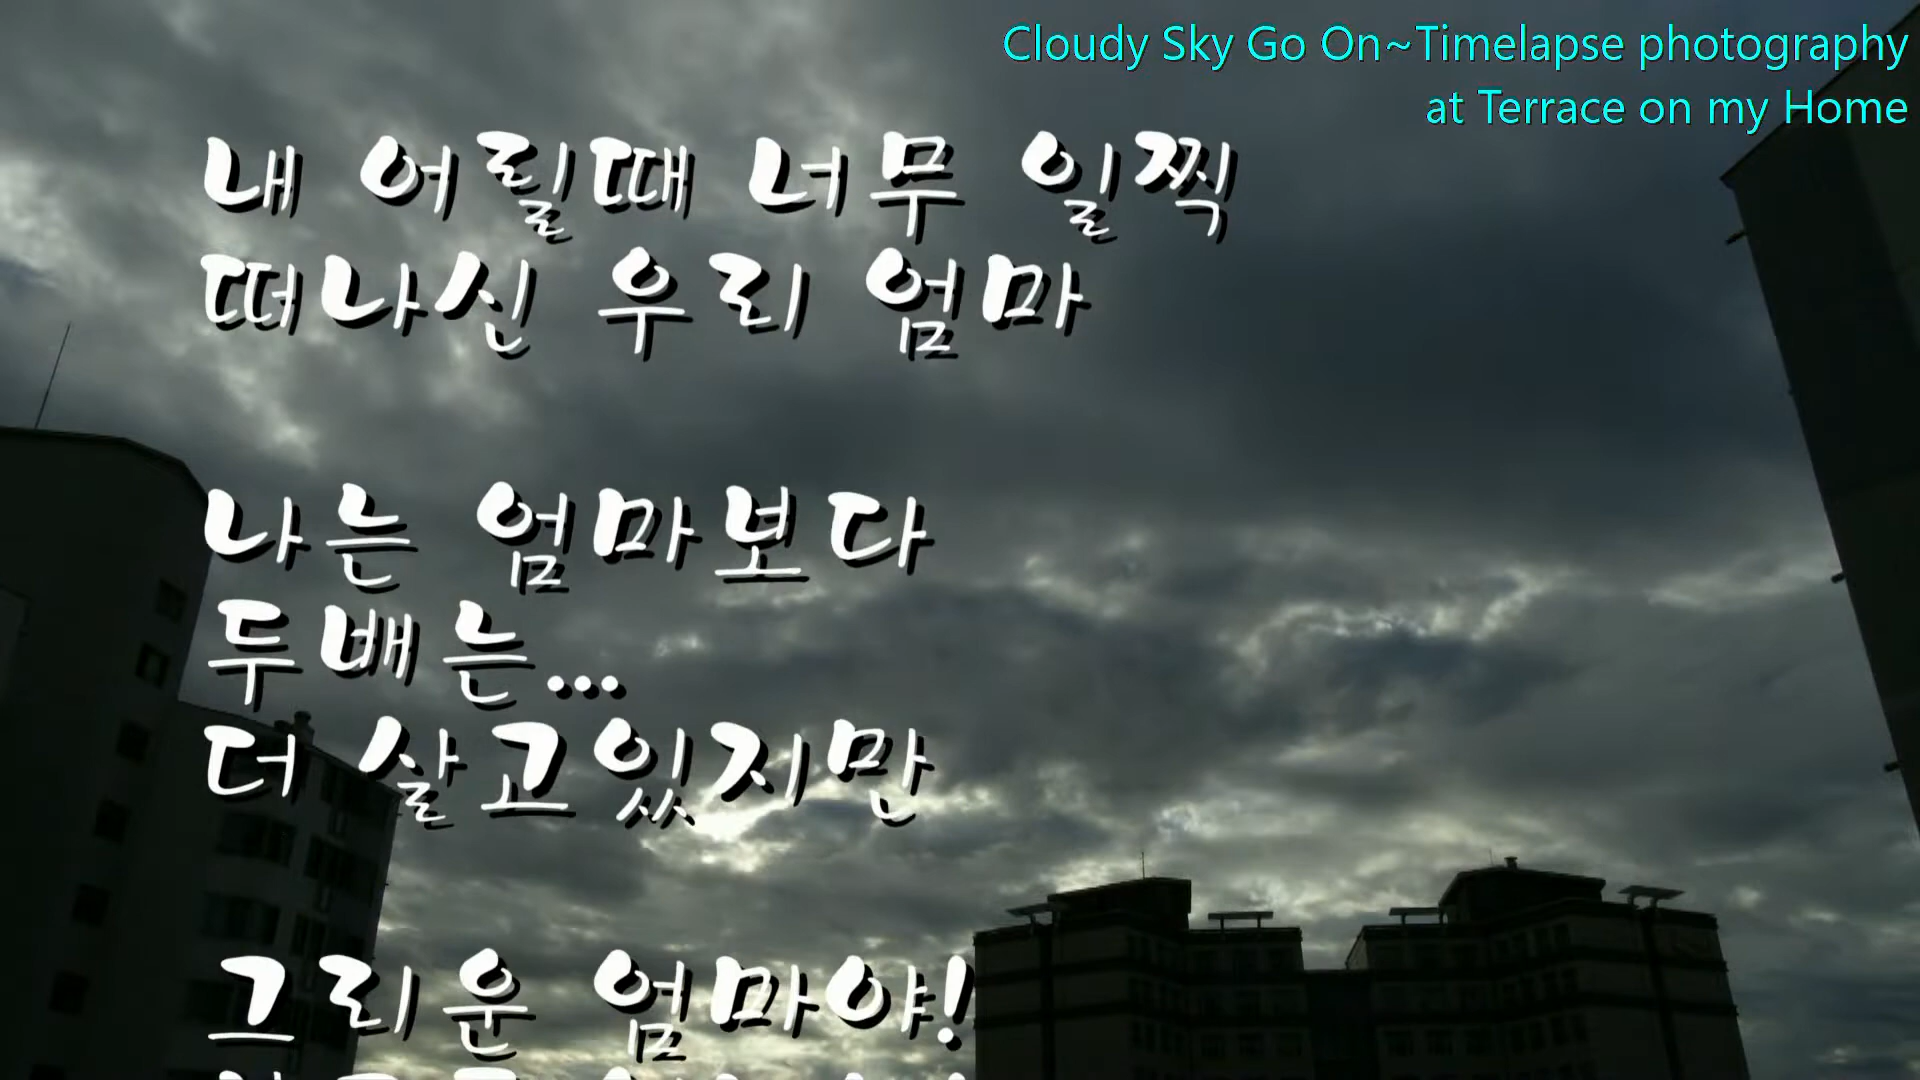 Cloudy Sky Go On~Timelapse photography
at Terrace on my Home
내 어릴때 너무 일찍
떠나신 우리 엄마
나는 엄마보다
두배는...
더 살고있지만
그리운 엄마야!